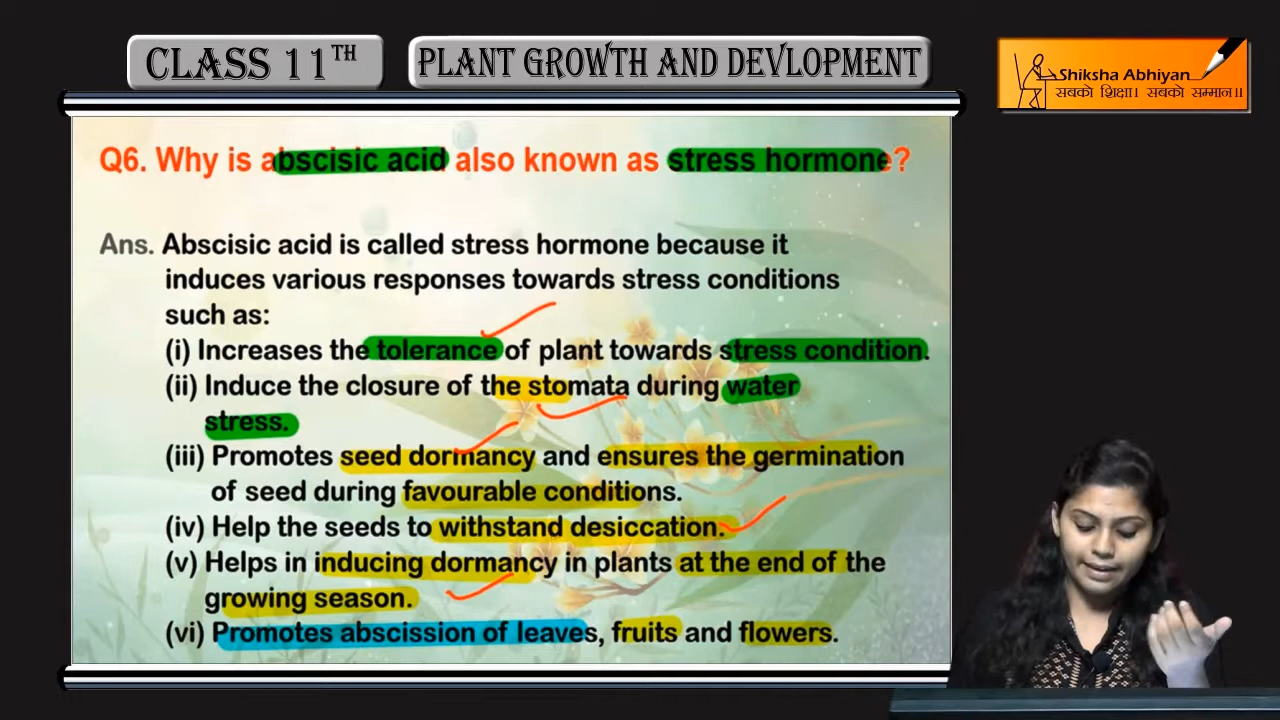 CLASS 11TH
PLANT GROWTH AND DEVLOPMENT
Shiksha Abhiyan
सबको शिक्षा। सबको सम्मान।।
Q6. Why is abscisic acid also known as stress hormone?
Ans. Abscisic acid is called stress hormone because it
induces various responses towards stress conditions
such as:
(i) Increases the tolerance of plant towards stress condition.
(ii) Induce the closure of the stomata during water
stress.
(iii) Promotes seed dormancy and ensures the germination
of seed during favourable conditions.
(iv) Help the seeds to withstand desiccation.
(v) Helps in inducing dormancy in plants at the end of the
growing season.
(vi) Promotes abscission of leaves, fruits and flowers.